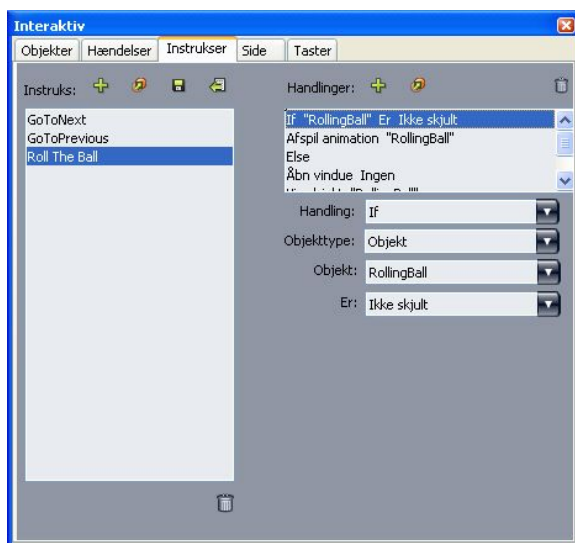 Interaktiv
Objekter Hændelser Instrukser Side Taster
Instruks:
GoToNext
GoToPrevious
Roll The Ball
Handlinger:
If "RollingBall" Er Ikke skjult
Afspil animation "RollingBall"
Else
Åbn vindue Ingen
Handling: If
Objekttype: Objekt
Objekt: RollingBall
Er: Ikke skjult